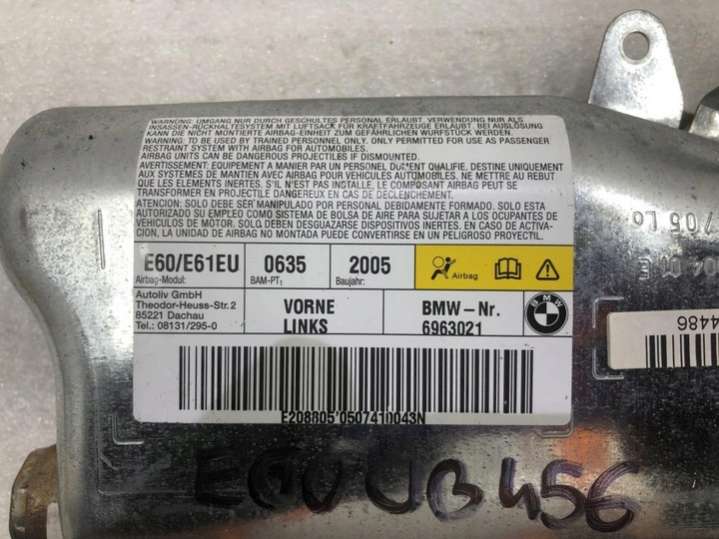 WARNUNG: UMGANG NUR DURCH GESCHULTES PERSONAL ERLAUBT. VERWENDUNG NUR ALS
INSASSEN-RÜCKHALTESYSTEM MIT LUFTSACK FÜR KRAFTFAHRZEUGE ERLAUBT. BEI AUSLÖSUNG
KANN DIE NICHT MONTIERTE AIRBAG-EINHEIT ZUM GEFÄHRLICHEN WURFSTÜCK WERDEN.
WARNING: TO BE USED BY TRAINED PERSONNEL ONLY. ONLY PERMITTED FOR USE AS PASSENGER
RESTRAINT SYSTEM WITH AIRBAG FOR AUTOMOBILES.
AIRBAG UNITS CAN BE DANGEROUS PROJECTILES IF DISMOUNTED.
AVERTISSEMENT: EQUIPEMENT A MANIER PAR UN PERSONNEL DUMENT QUALIFIE, DESTINE UNIQUEMENT
AUX SYSTEMES DE MANTIEN AVEC AIRBAG POUR VEHICULES AUTOMOBILES. NE METTRE AU REBUT
QUE LES ELEMENTS INERTES. S'IL N'EST PAS INSTALLE, LE COMPOSANT AIRBAG PEUT SE
TRANSFORMER EN PROJECTILE DANGEREUX EN CAS DE DECLENCHEMENT.
ATENCION: SOLO DEBE SER MANIPULADO POR PERSONAL DEBIDAMENTE FORMADO. SOLO ESTA
AUTORIZADO SU EMPLEO COMO SISTEMA DE BOLSA DE AIRE PARA SUJETAR A LOS OCUPANTES DE
VEHICULOS DE MOTOR. SOLO DEBEN DESGUAZARSE DISPOSITIVOS INERTES. EN CASO DE ACTIVA-
CION, LA UNIDAD DE AIRBAG NO MONTADA PUEDE CONVERTIRSE EN UN PELIGROSO PROYECTIL.
E60/E61EU 0635 2005 Airbag
Airbag-Modul: BAM-PT1 Baujahr:
Autoliv GmbH
Theodor-Heuss-Str.2
85221 Dachau
Tel.: 08131/295-0
VORNE
LINKS
BMW-Nr.
6963021
BMW
E208805'0507410043N
4486
/05 Lo
E60 UB 456